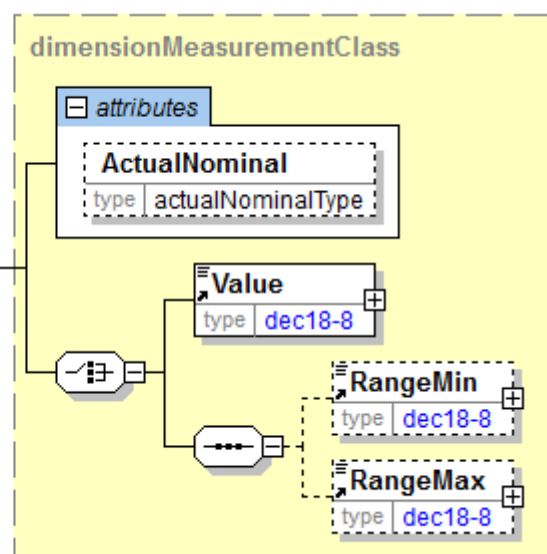 dimensionMeasurementClass
attributes
ActualNominal
type actualNominalType
Value
type dec18-8
RangeMin
type dec18-8
RangeMax
type dec18-8